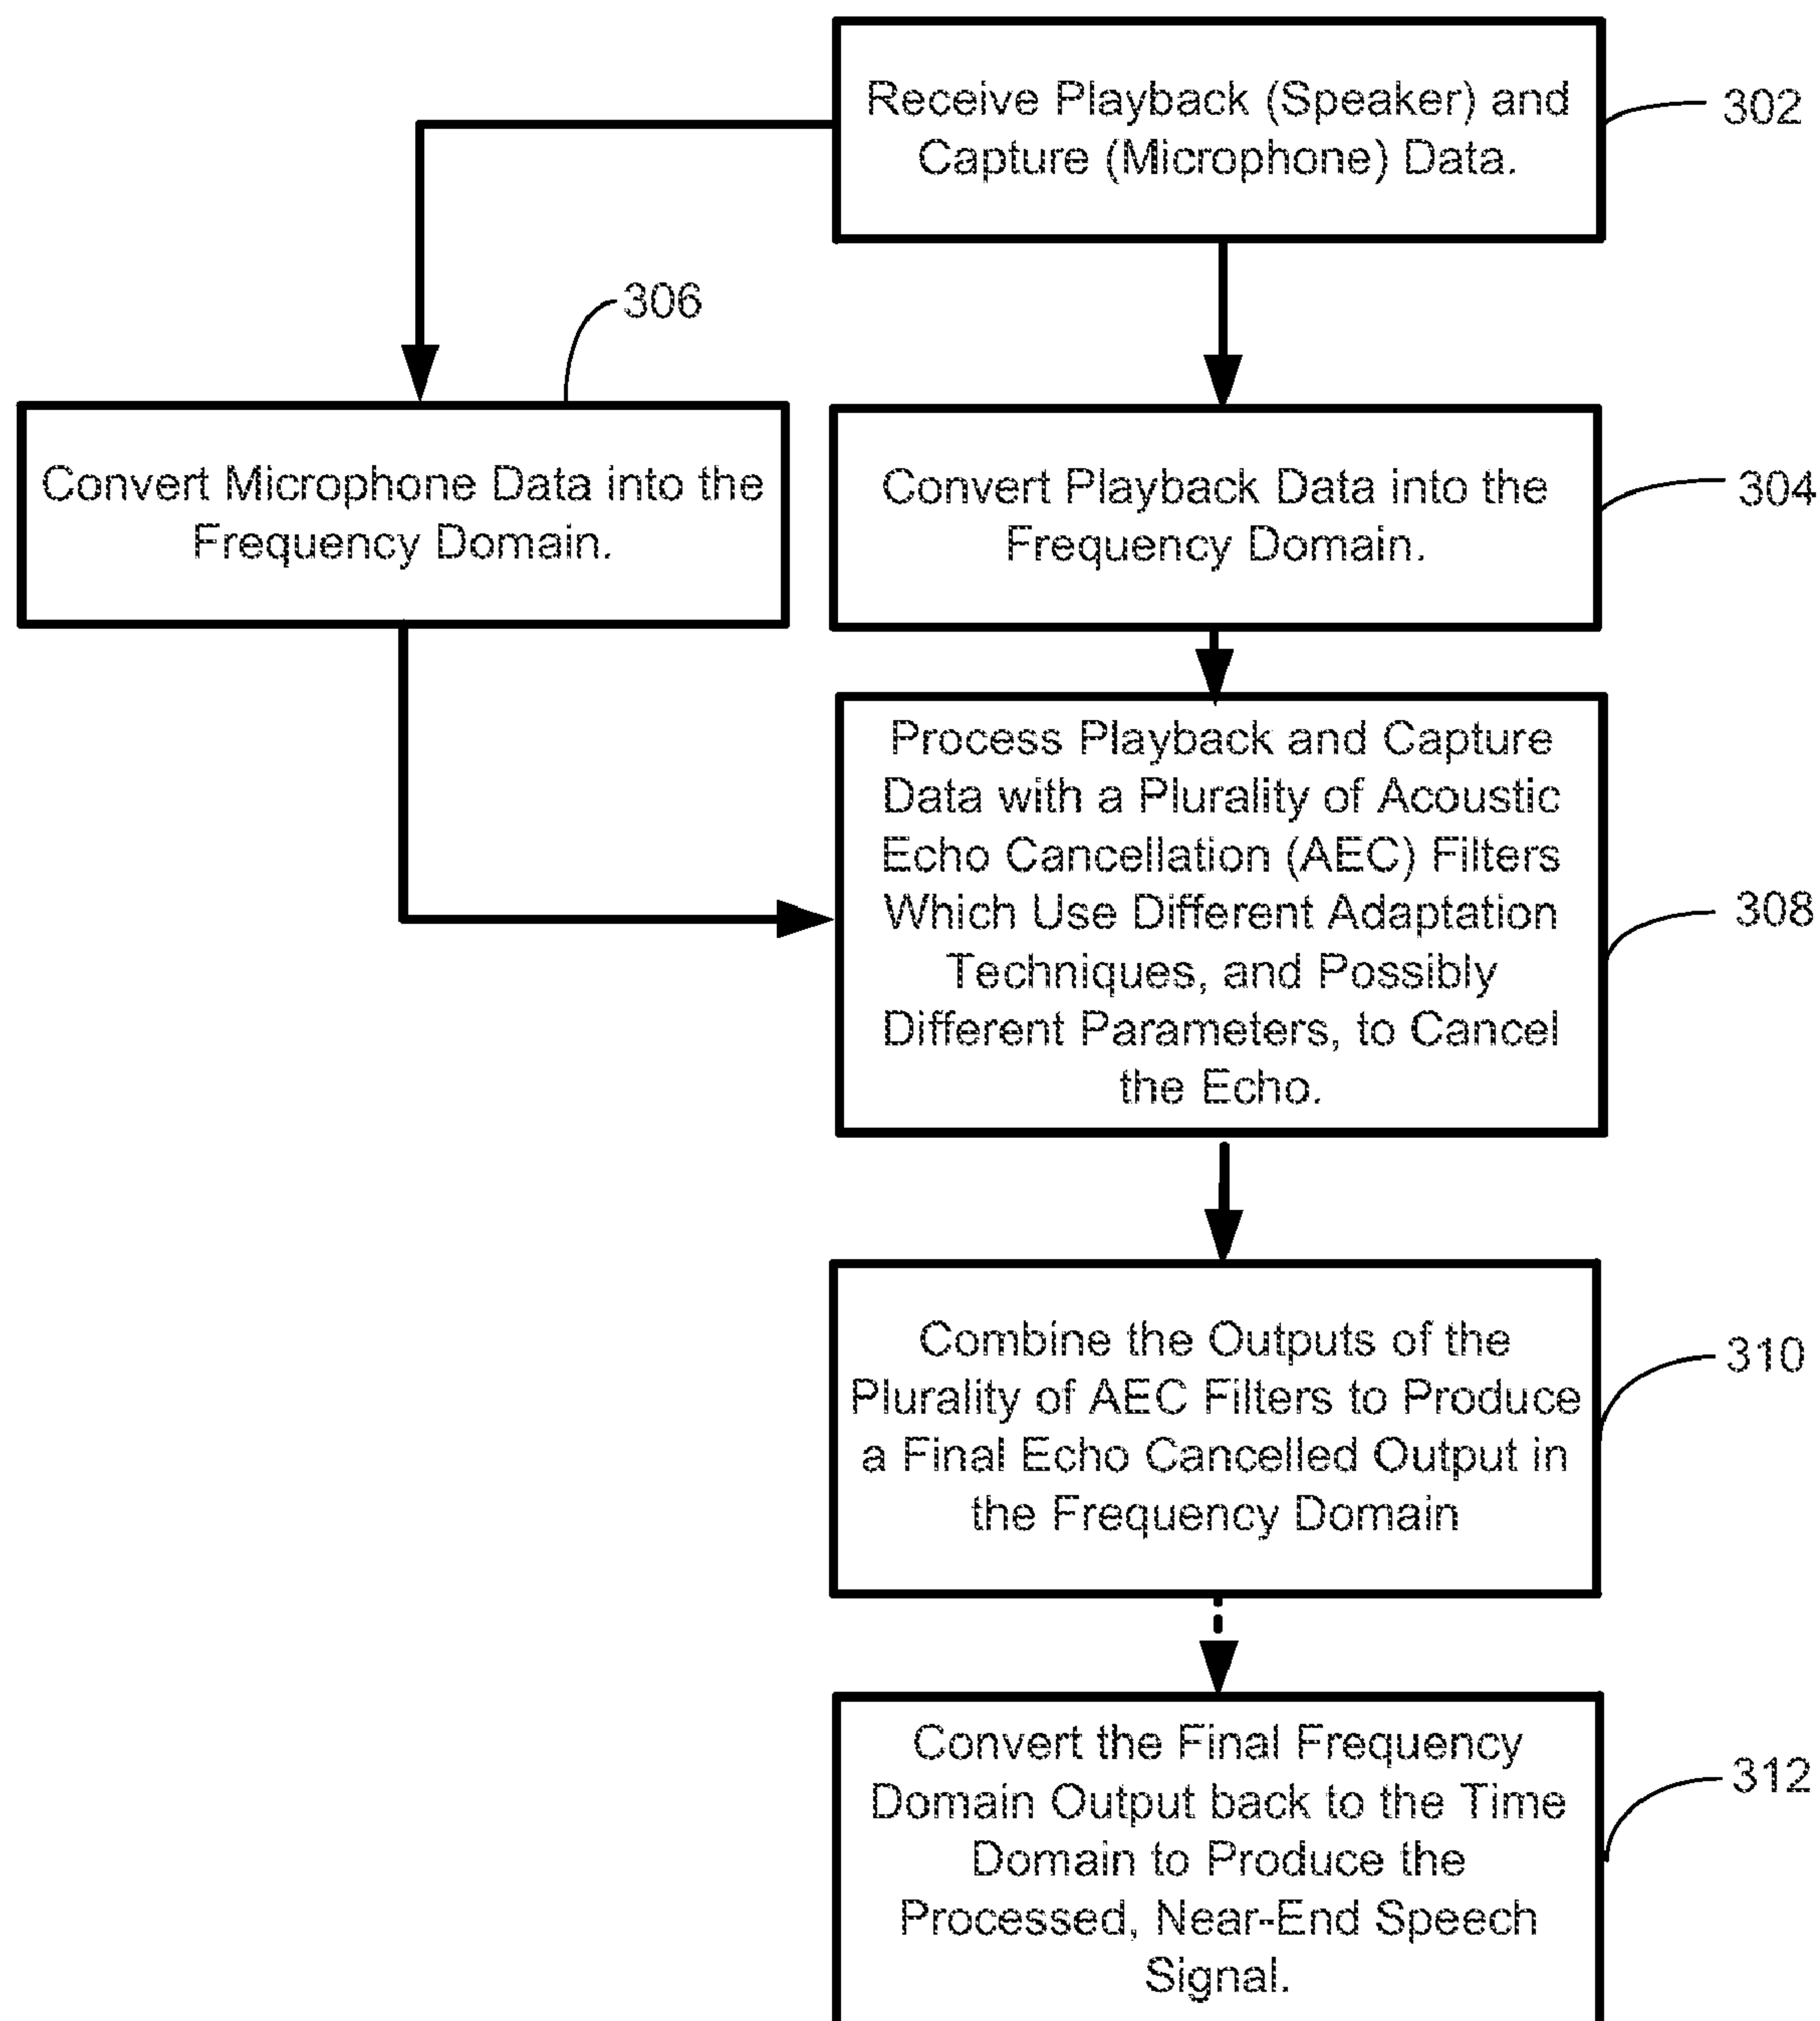 Receive Playback (Speaker) and
Capture (Microphone) Data.
302
306
Convert Microphone Data into the
Frequency Domain.
Convert Playback Data into the
Frequency Domain.
304
Process Playback and Capture
Data with a Plurality of Acoustic
Echo Cancellation (AEC) Filters
Which Use Different Adaptation
Techniques, and Possibly
Different Parameters, to Cancel
the Echo.
308
Combine the Outputs of the
Plurality of AEC Filters to Produce
a Final Echo Cancelled Output in
the Frequency Domain
310
Convert the Final Frequency
Domain Output back to the Time
Domain to Produce the
Processed, Near-End Speech
Signal.
312